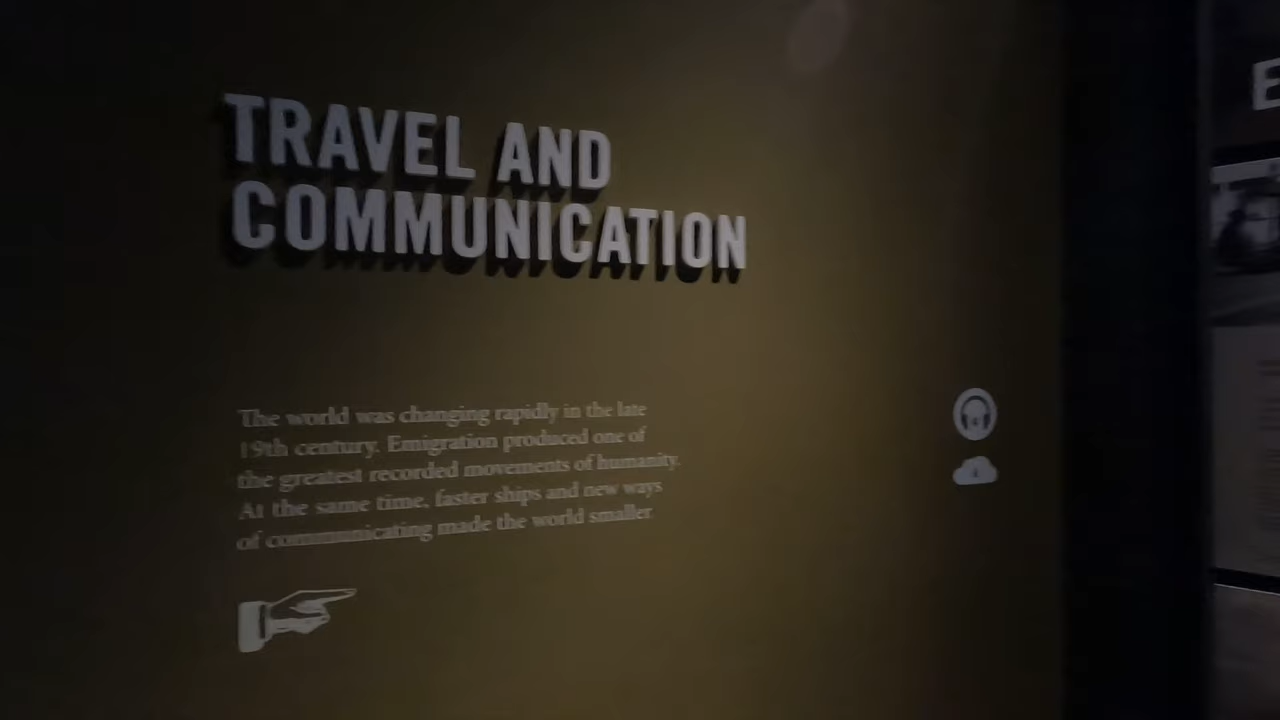 TRAVEL AND
COMMUNICATION
The world was changing rapidly in the late
19th century. Emigration produced one of
the greatest recorded movements of humanity.
At the same time, faster ships and new ways
of communicating made the world smaller
E